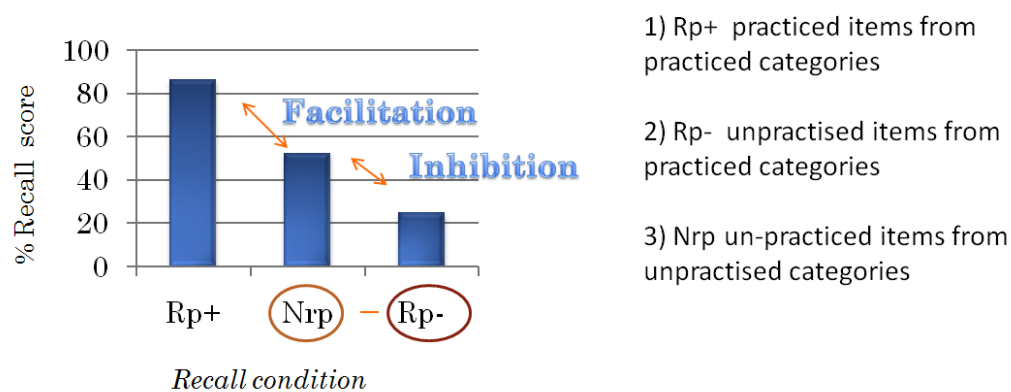 100
80
60
40
20
0
% Recall score
Facilitation
Inhibition
Rp+ Nrp – Rp-
Recall condition
1) Rp+ practiced items from
practiced categories
2) Rp- unpractised items from
practiced categories
3) Nrp un-practiced items from
unpractised categories